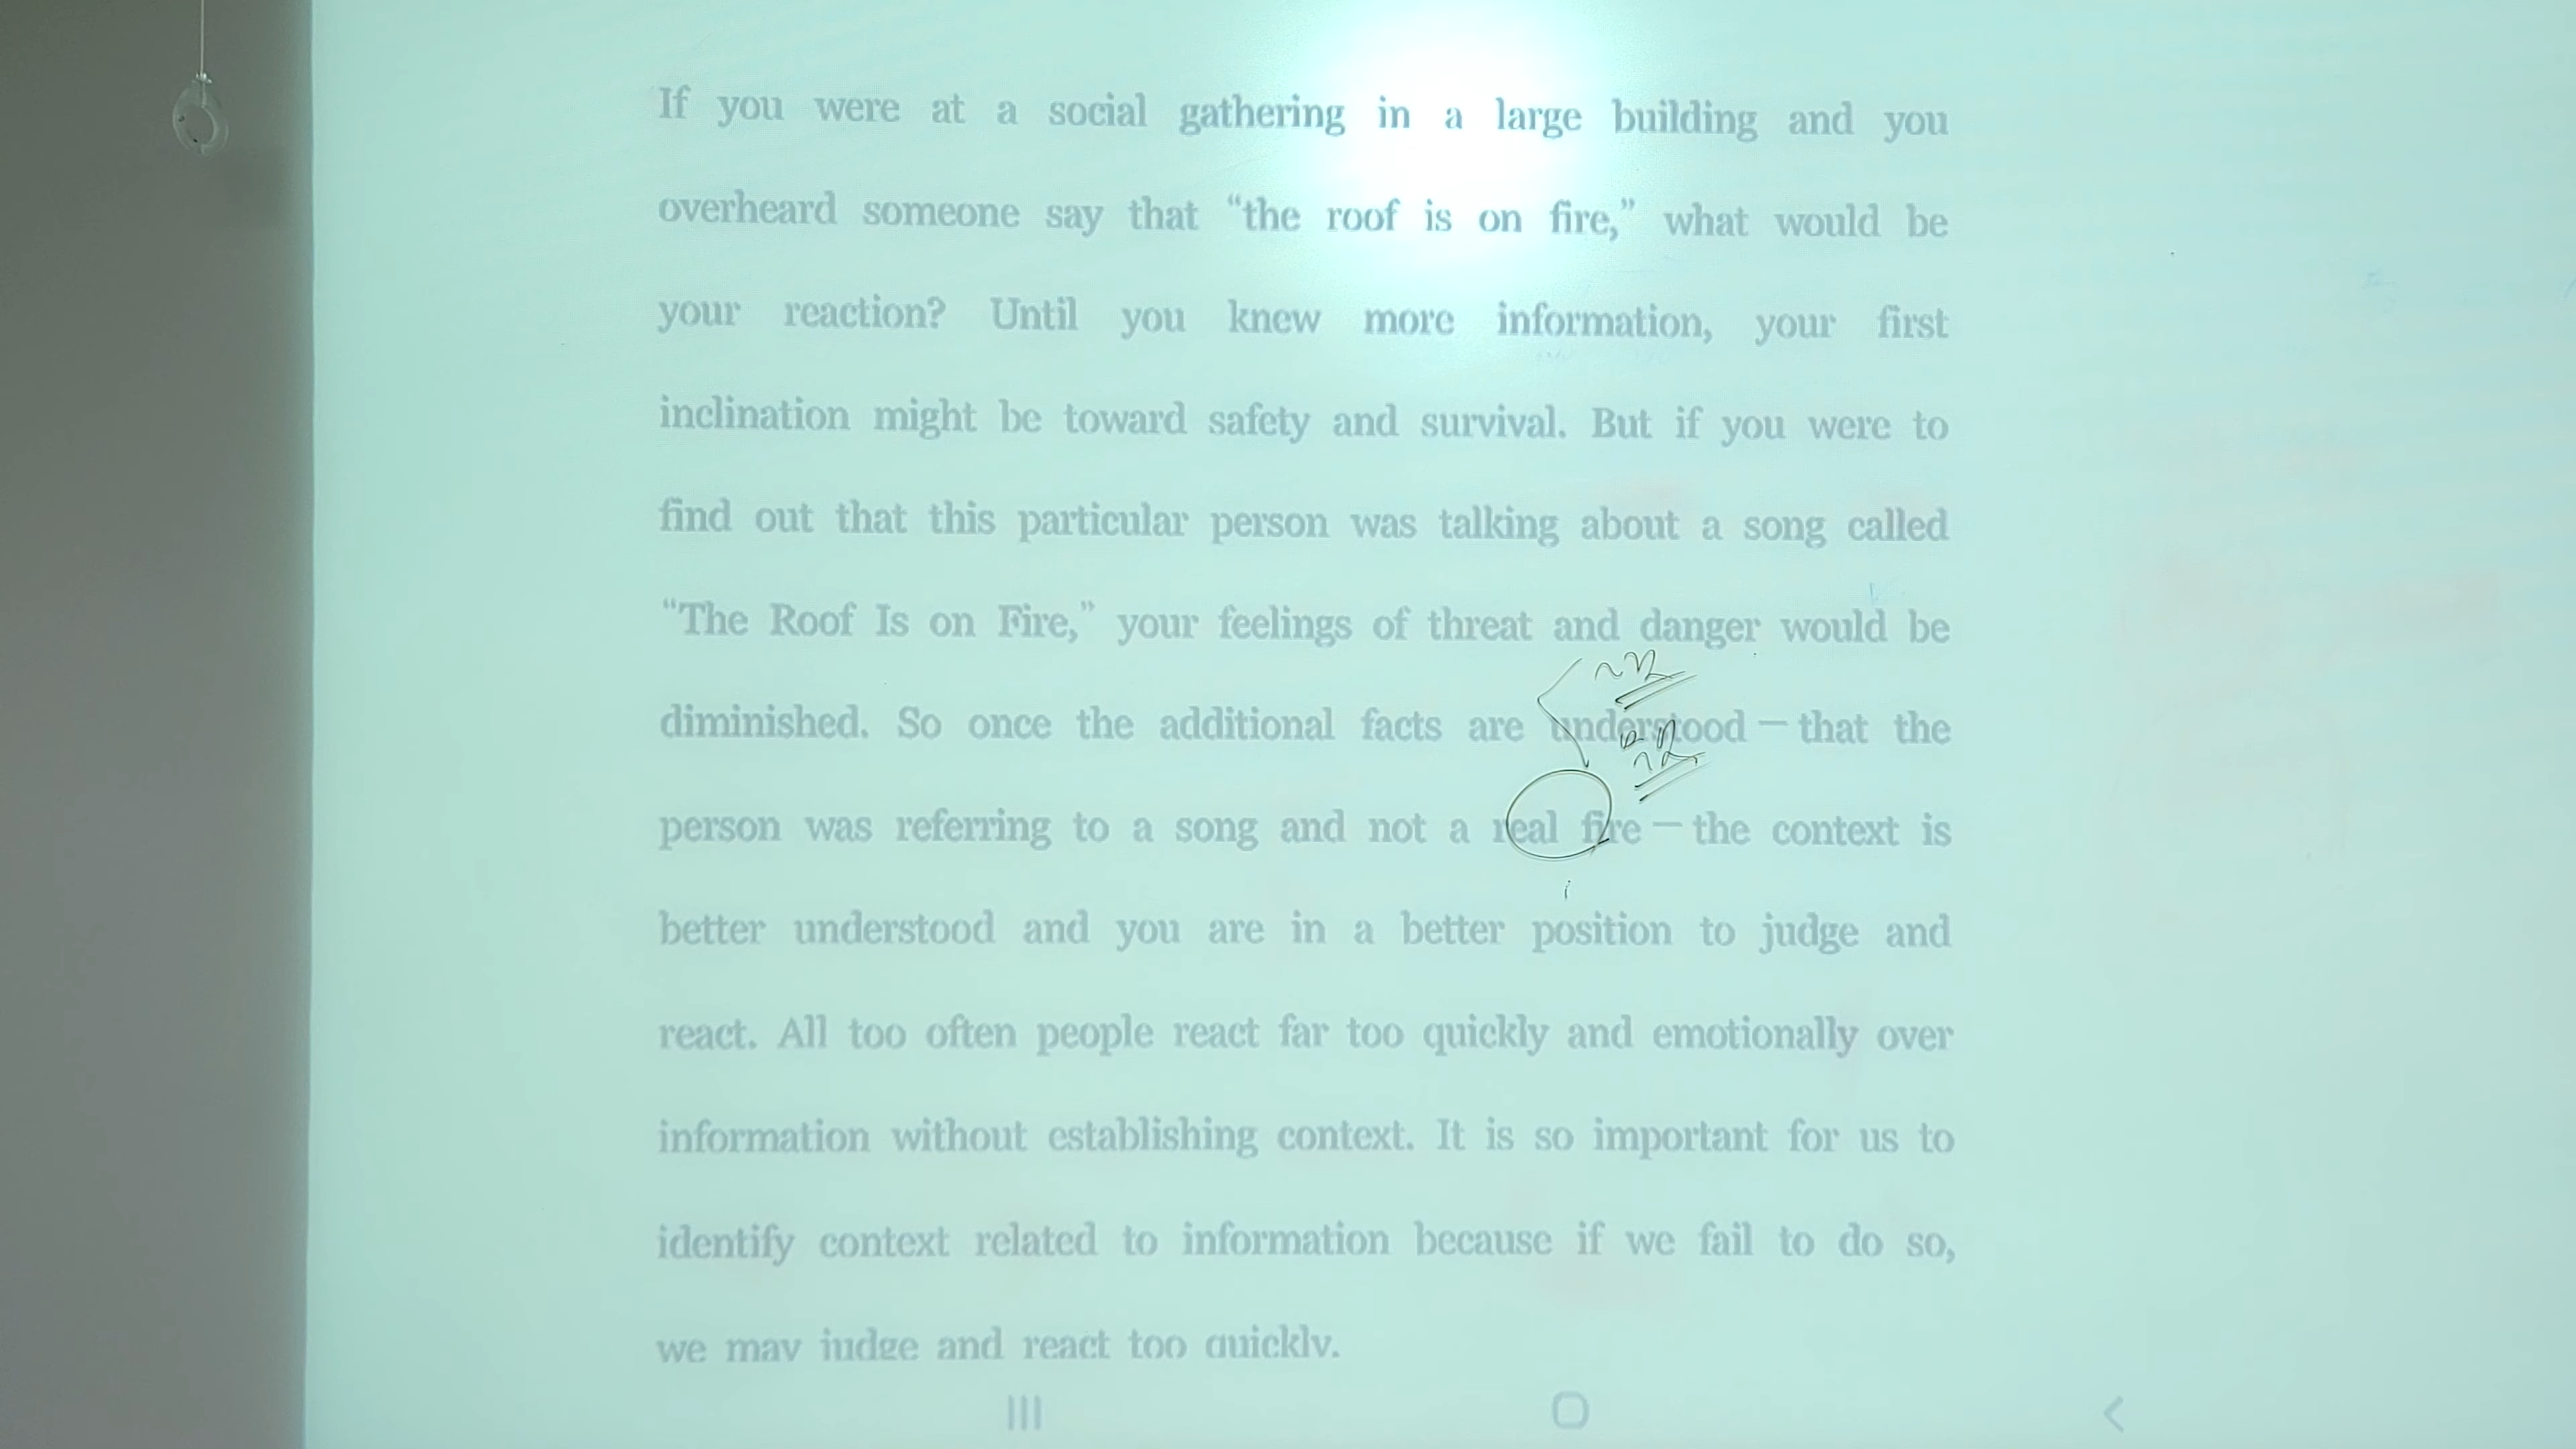 If you were at a social gathering in a large building and you
overheard someone say that “the roof is on fire,” what would be
your reaction? Until you knew more information, your first
inclination might be toward safety and survival. But if you were to
find out that this particular person was talking about a song called
“The Roof Is on Fire,” your feelings of threat and danger would be
diminished. So once the additional facts are understood — that the
person was referring to a song and not a real fire — the context is
better understood and you are in a better position to judge and
react. All too often people react far too quickly and emotionally over
information without establishing context. It is so important for us to
identify context related to information because if we fail to do so,
we may judge and react too quickly.